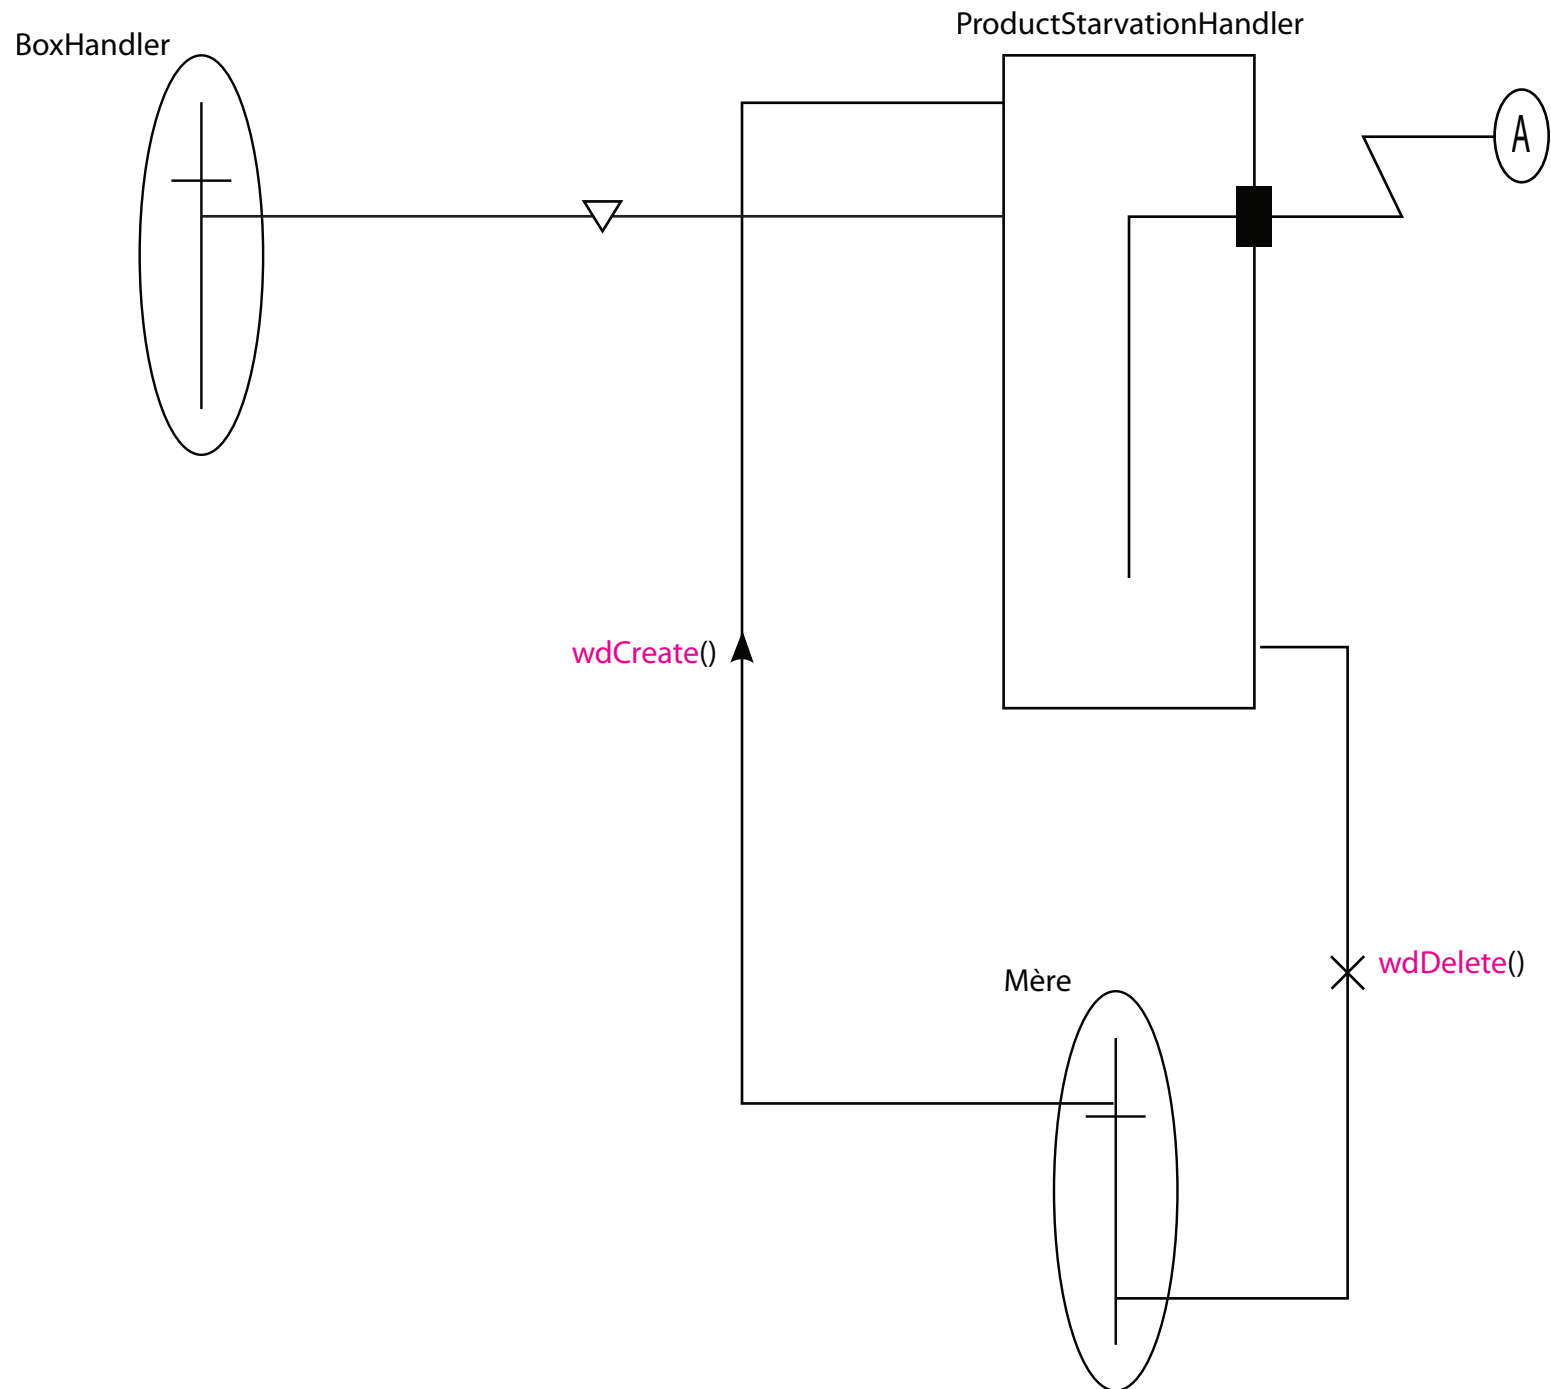 ProductStarvationHandler
BoxHandler
A
wdCreate()
wdDelete()
Mère